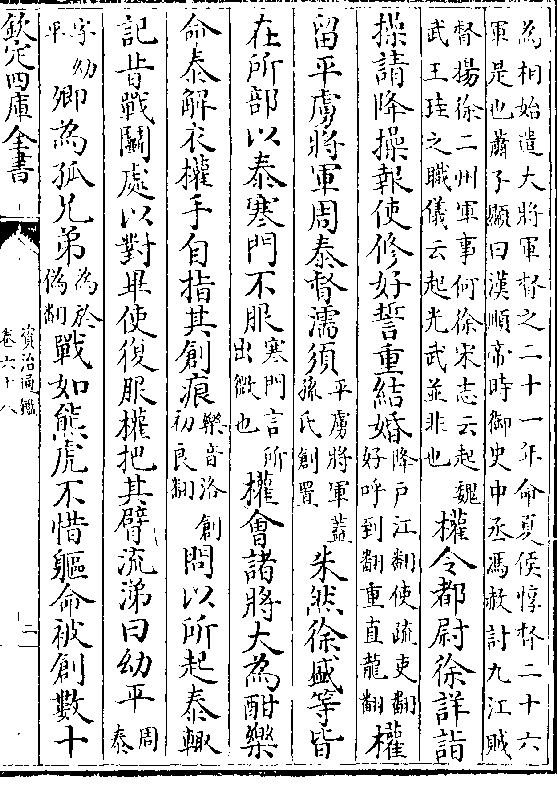 為相始遣大將軍督之二十一年命夏侯惇督二十六
軍是也蕭子顯曰漢順帝時御史中丞馮赦討九江賊
督揚徐二州軍事何徐宋志云起魏
武王珪之職儀云起光武並非也
權令都尉徐詳詣
操請降操報使修好誓重結婚
降戶江翻使疏吏翻
好呼到翻重直龍翻
權
留平虜將軍周泰督濡須
平虜將軍蓋
孫氏創置
朱然徐盛等皆
在所部以泰寒門不服
寒門言所
出微也
權會諸將大為酣樂
命泰解衣權手自指其創痕
樂音洛創
初良翻
問以所起泰輒
記昔戰鬬處以對畢使復服權把其臂流涕曰幼平
周
泰
字幼
平
卿為孤兄弟
為於
偽翻
戰如熊虎不惜軀命被創數十
欽定四庫全書
資治通鑑
卷六十八
二